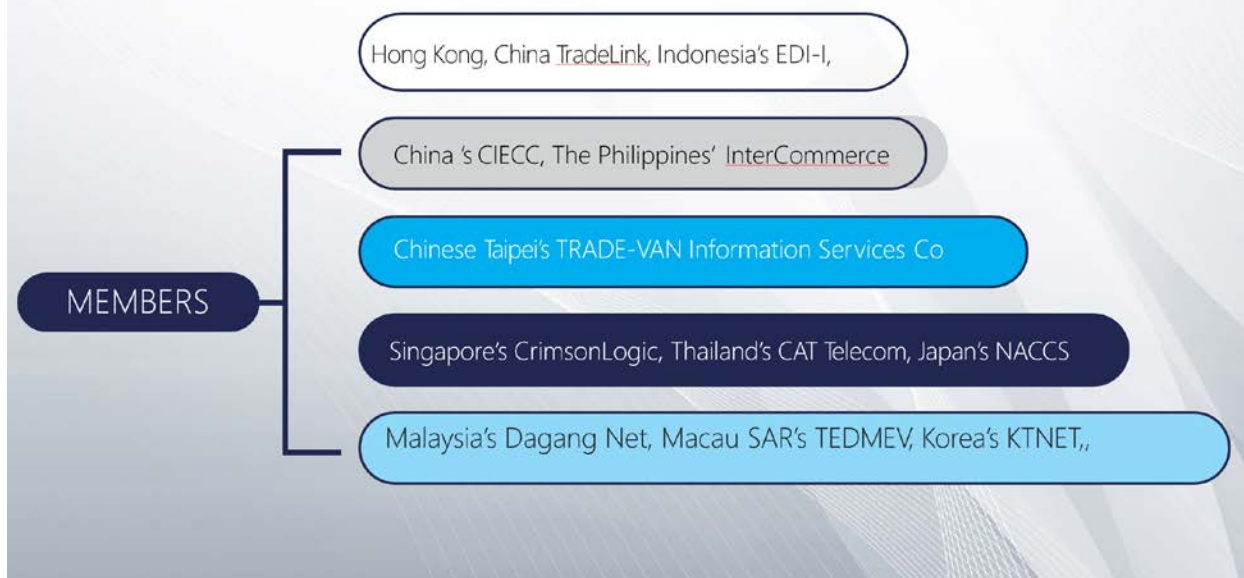 Hong Kong, China TradeLink, Indonesia’s EDI-I,
China ‘s CIECC, The Philippines’ InterCommerce
Chinese Taipei’s TRADE-VAN Information Services Co
MEMBERS
Singapore’s CrimsonLogic, Thailand’s CAT Telecom, Japan’s NACCS
Malaysia’s Dagang Net, Macau SAR’s TEDMEV, Korea’s KTNET,,